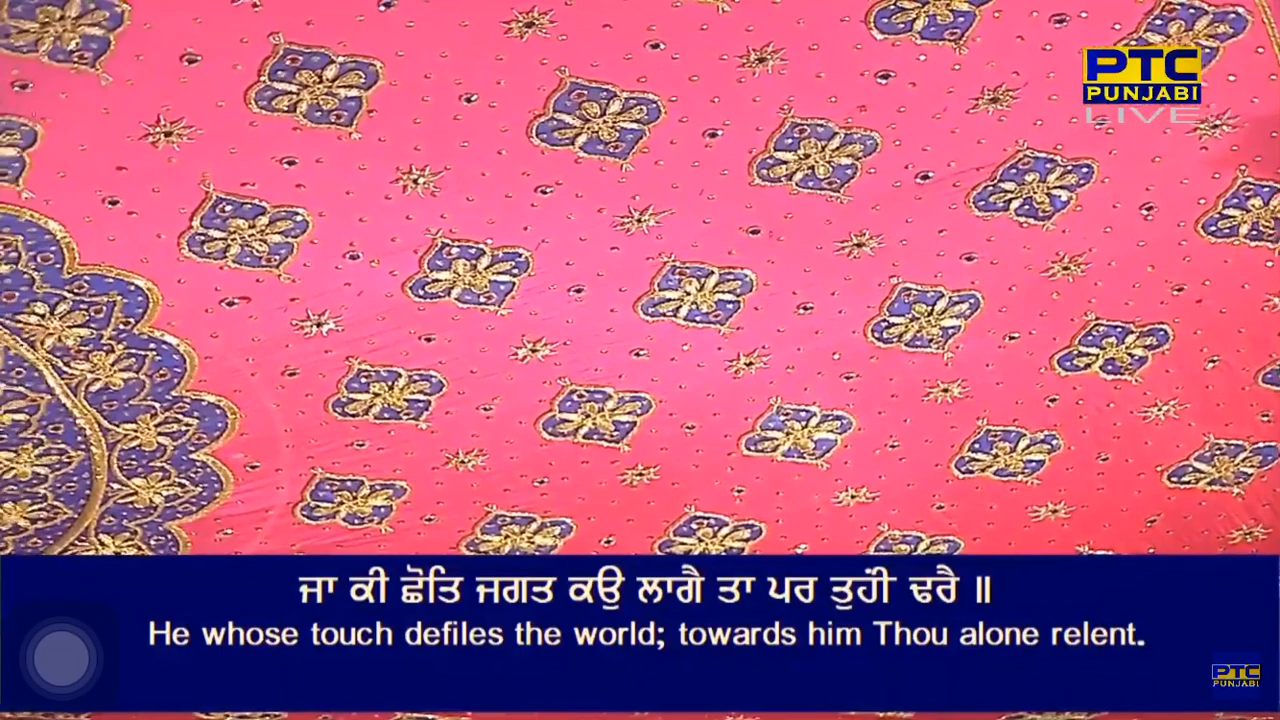 PTC
PUNJABI
LIVE
ਜਾ ਕੀ ਛੋਤਿ ਜਗਤ ਕਉ ਲਾਗੈ ਤਾ ਪਰ ਤੁਹੀਂ ਢਰੈ ॥
He whose touch defiles the world; towards him Thou alone relent.
PTC
PUNJABI